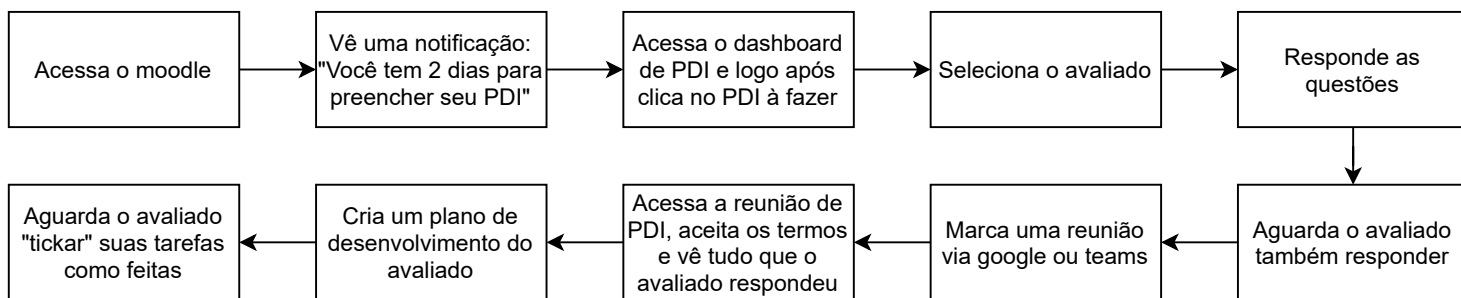 Acessa o moodle
Vê uma notificação:
"Você tem 2 dias para
preencher seu PDI"
Acessa o dashboard
de PDI e logo após
clica no PDI à fazer
Seleciona o avaliado
Responde as
questões
Aguarda o avaliado
também responder
Marca uma reunião
via google ou teams
Acessa a reunião de
PDI, aceita os termos
e vê tudo que o
avaliado respondeu
Cria um plano de
desenvolvimento do
avaliado
Aguarda o avaliado
"tickar" suas tarefas
como feitas